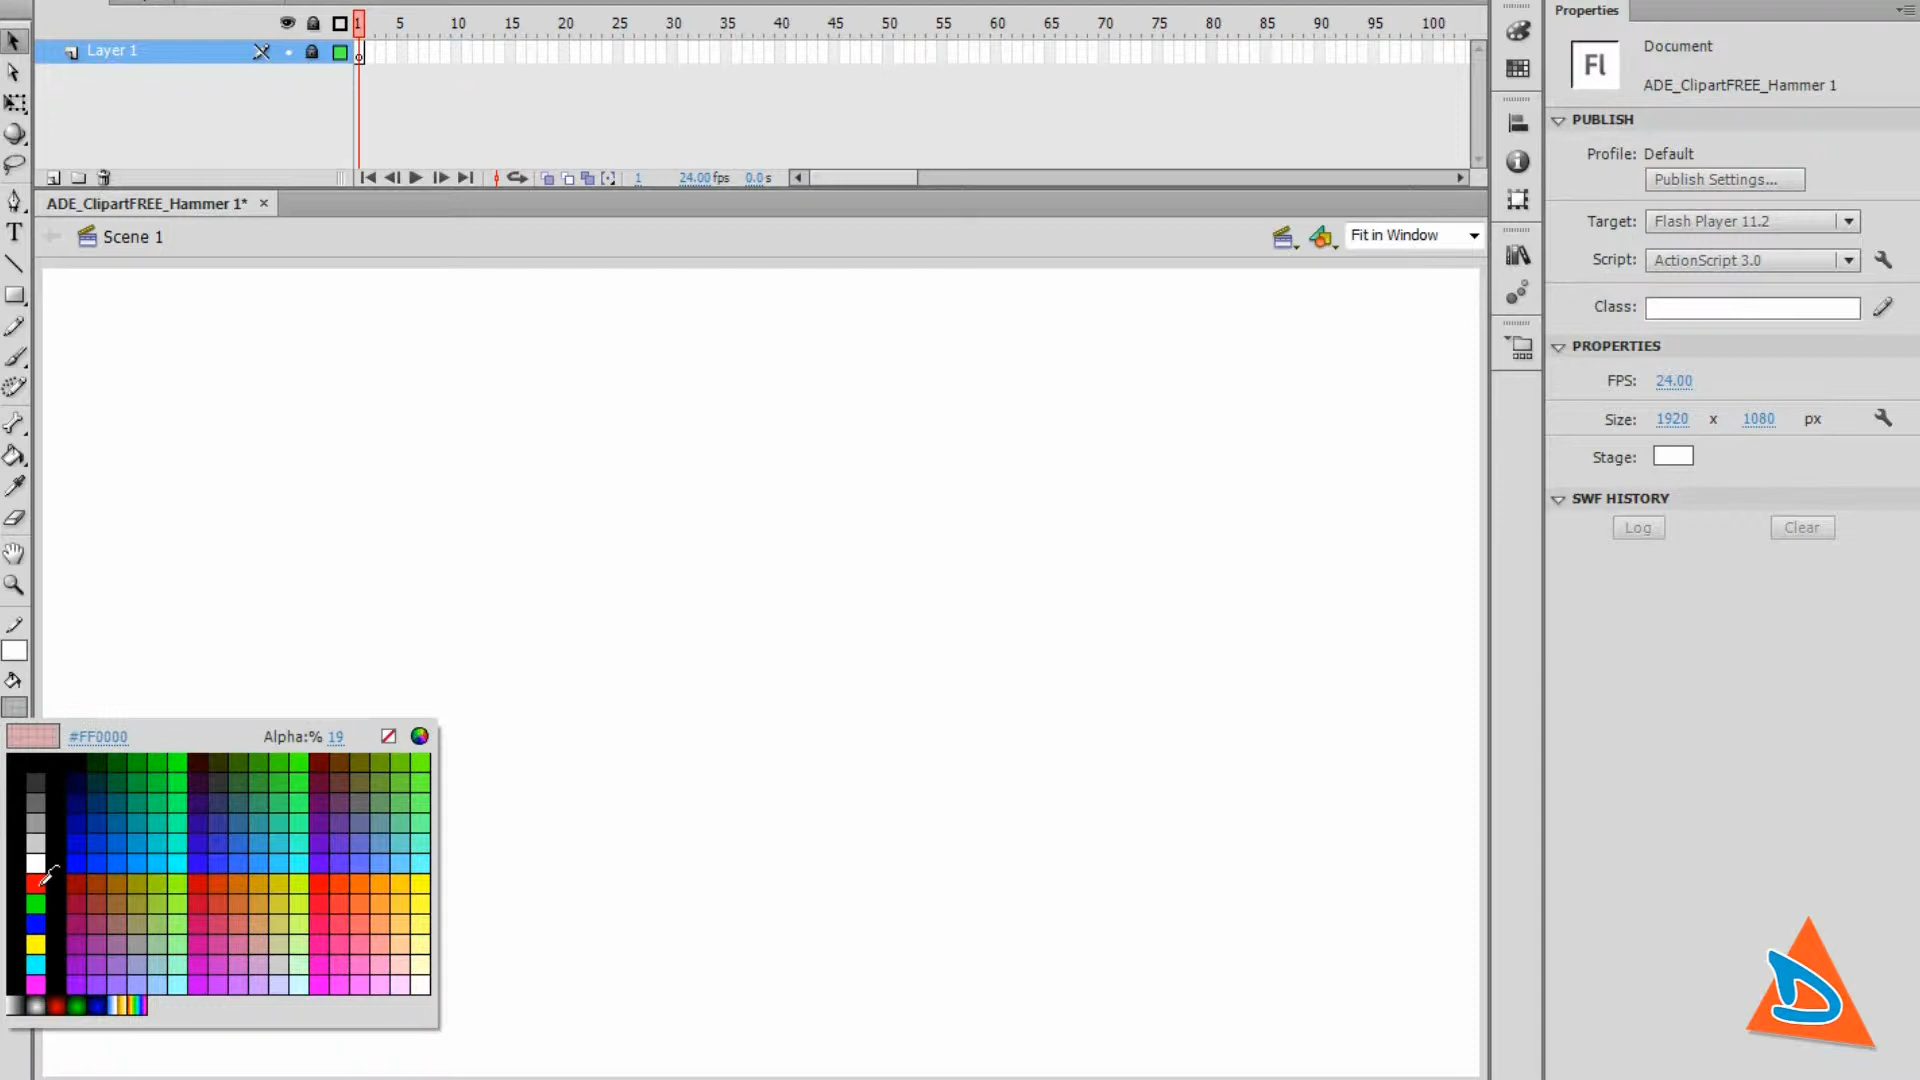 Properties
1 5 10 15 20 25 30 35 40 45 50 55 60 65 70 75 80 85 90 95 100
Layer 1
Fl
Document
ADE_ClipartFREE_Hammer 1
PUBLISH
Profile: Default
Publish Settings...
1 24.00 fps 0.0 s
ADE_ClipartFREE_Hammer 1*
Target: Flash Player 11.2
Scene 1
Fit in Window
Script: ActionScript 3.0
Class:
PROPERTIES
FPS: 24.00
Size: 1920 x 1080 px
Stage:
SWF HISTORY
Log Clear
T
#FF0000 Alpha:% 19
D